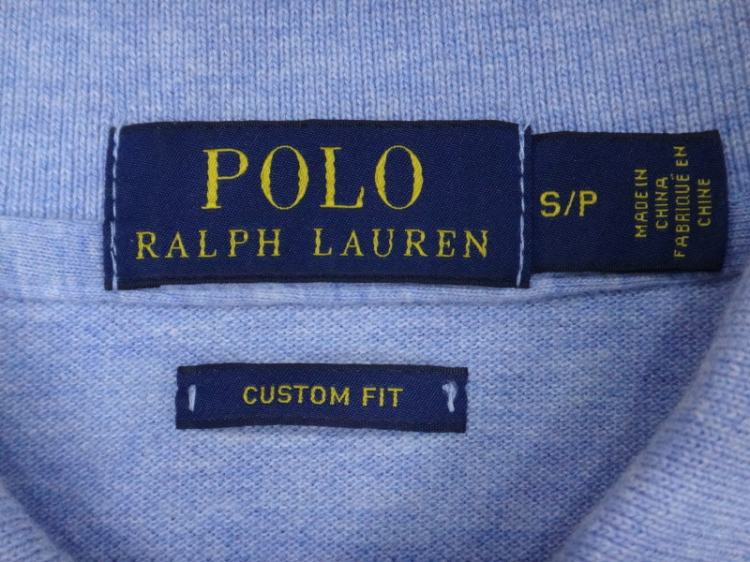 POLO
RALPH LAUREN
S/P
MADE IN
CHINA
FABRIQUÉ EN
CHINE
CUSTOM FIT